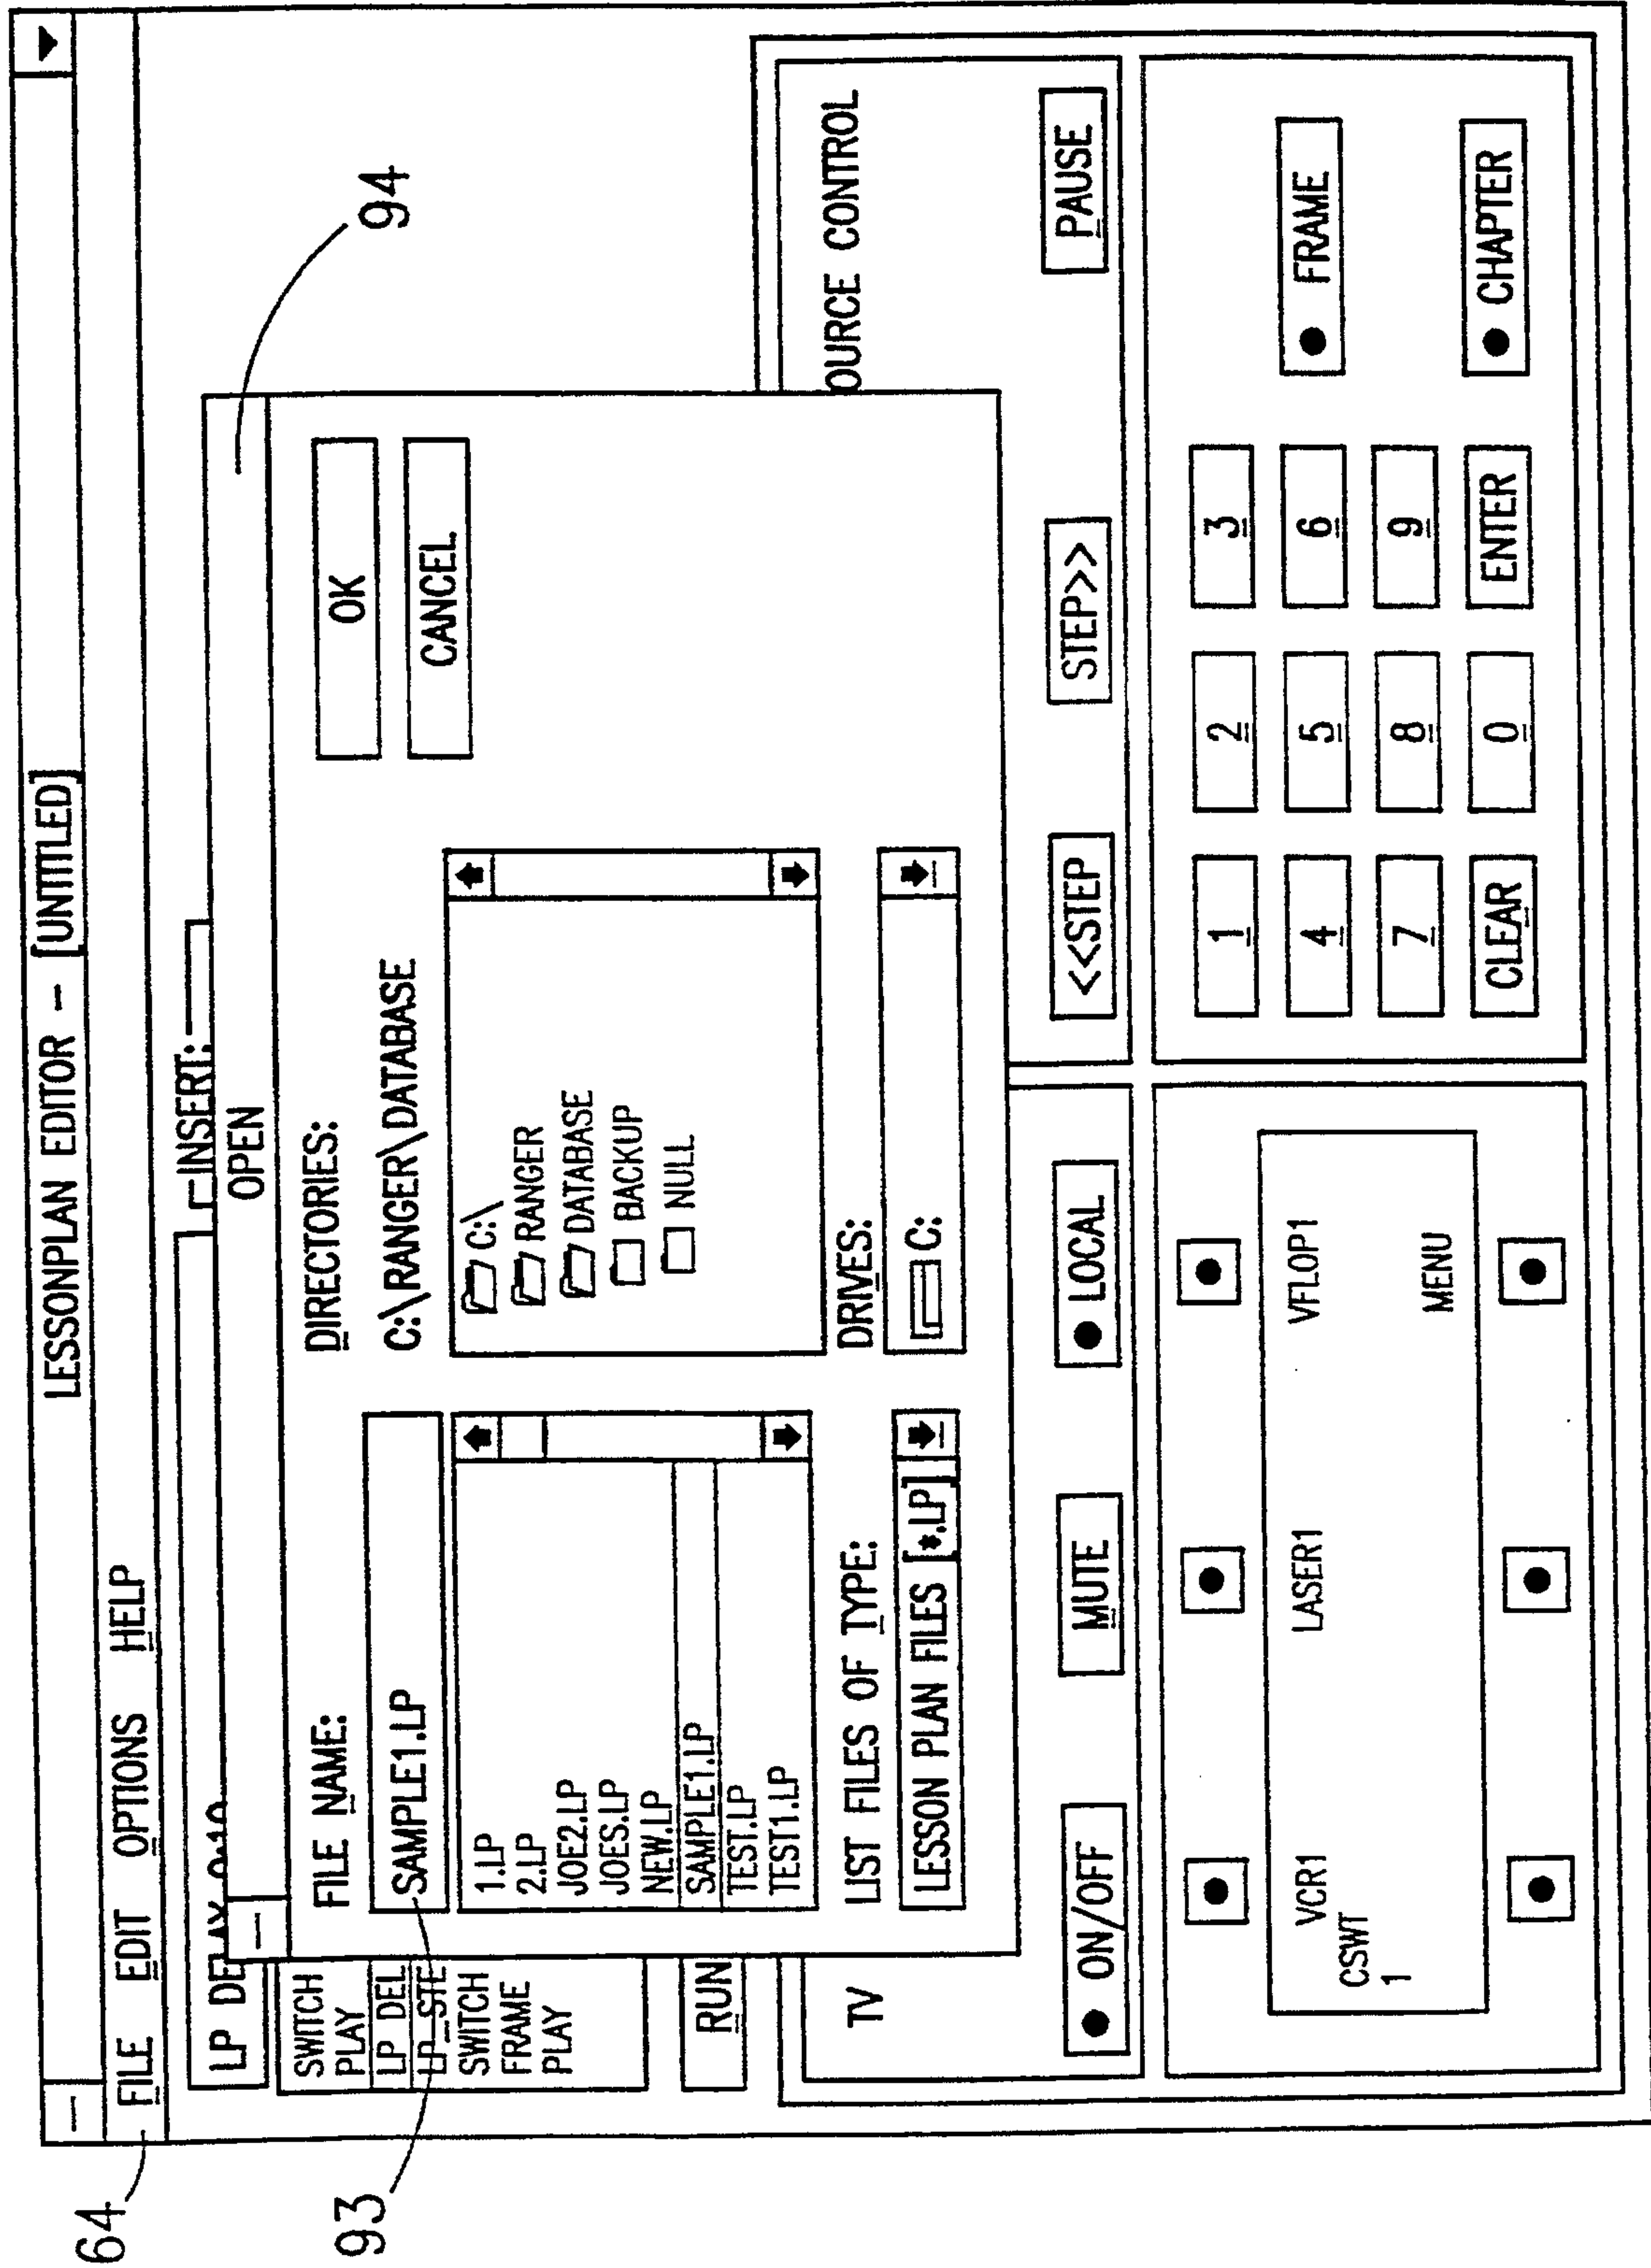 LESSONPLAN EDITOR – [UNTITLED]
64
FILE EDIT OPTIONS HELP
INSERT:
LP DELAY 0:10
OPEN
94
SWITCH
PLAY
LP DEL
LP_STE
SWITCH
FRAME
PLAY
RUN
93
FILE NAME:
SAMPLE1.LP
1.LP
2.LP
JOE2.LP
JOES.LP
NEW.LP
SAMPLE1.LP
TEST.LP
TEST1.LP
LIST FILES OF TYPE:
LESSON PLAN FILES [*.LP]
DIRECTORIES:
C:\RANGER\DATABASE
C:\
RANGER
DATABASE
BACKUP
NULL
DRIVES:
C:
OK
CANCEL
TV
OURCE CONTROL
ON/OFF MUTE LOCAL <<STEP STEP>> PAUSE
VCR1 LASER1 VFLOP1
CSWT MENU
1
1 2 3
4 5 6 FRAME
7 8 9
CLEAR 0 ENTER CHAPTER